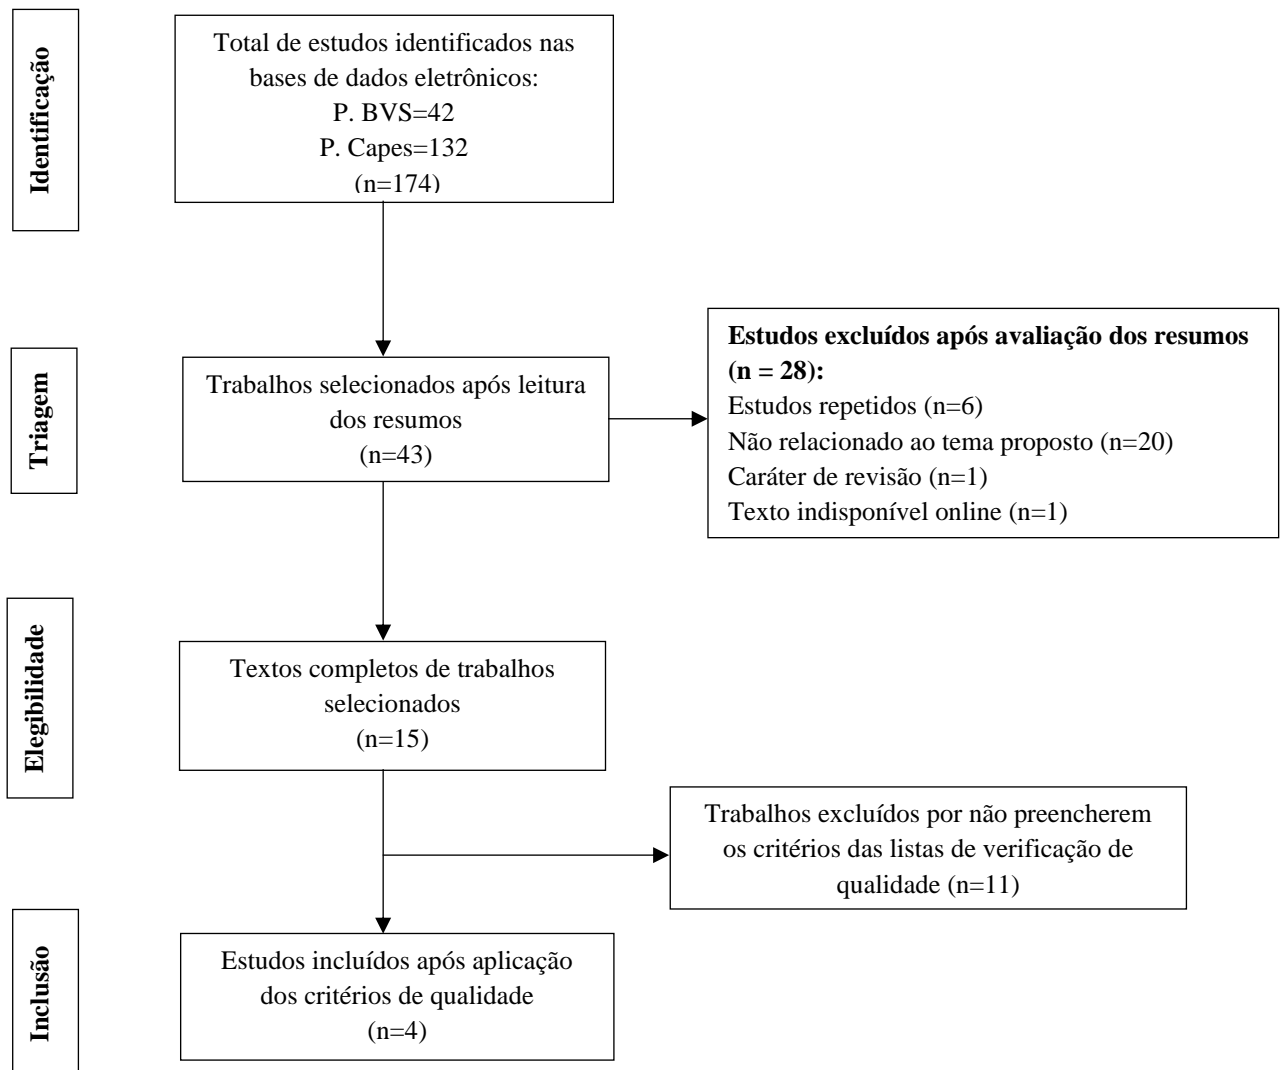 Identificação
Total de estudos identificados nas
bases de dados eletrônicos:
P. BVS=42
P. Capes=132
(n=174)
Triagem
Trabalhos selecionados após leitura
dos resumos
(n=43)
Estudos excluídos após avaliação dos resumos
(n = 28):
Estudos repetidos (n=6)
Não relacionado ao tema proposto (n=20)
Caráter de revisão (n=1)
Texto indisponível online (n=1)
Elegibilidade
Textos completos de trabalhos
selecionados
(n=15)
Trabalhos excluídos por não preencherem
os critérios das listas de verificação de
qualidade (n=11)
Inclusão
Estudos incluídos após aplicação
dos critérios de qualidade
(n=4)